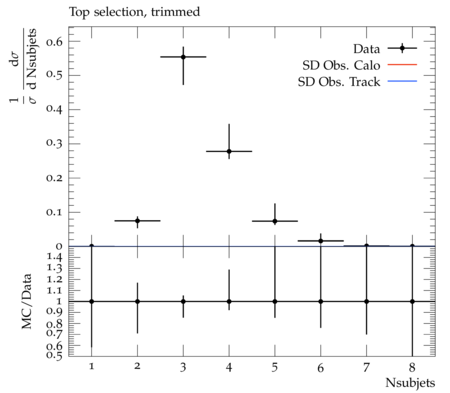 Top selection, trimmed
1/σ dσ/d Nsubjets
Data
SD Obs. Calo
SD Obs. Track
0.6
0.5
0.4
0.3
0.2
0.1
0
MC/Data
1.4
1.3
1.2
1.1
1
0.9
0.8
0.7
0.6
0.5
1 2 3 4 5 6 7 8
Nsubjets